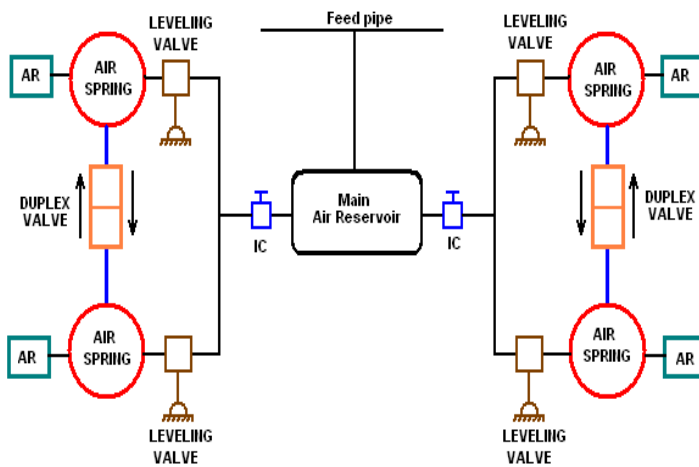 Feed pipe
LEVELING
VALVE
AR
AIR
SPRING
DUPLEX
VALVE
AIR
SPRING
AR
LEVELING
VALVE
IC
Main
Air Reservoir
IC
LEVELING
VALVE
AIR
SPRING
AR
DUPLEX
VALVE
AIR
SPRING
AR
LEVELING
VALVE